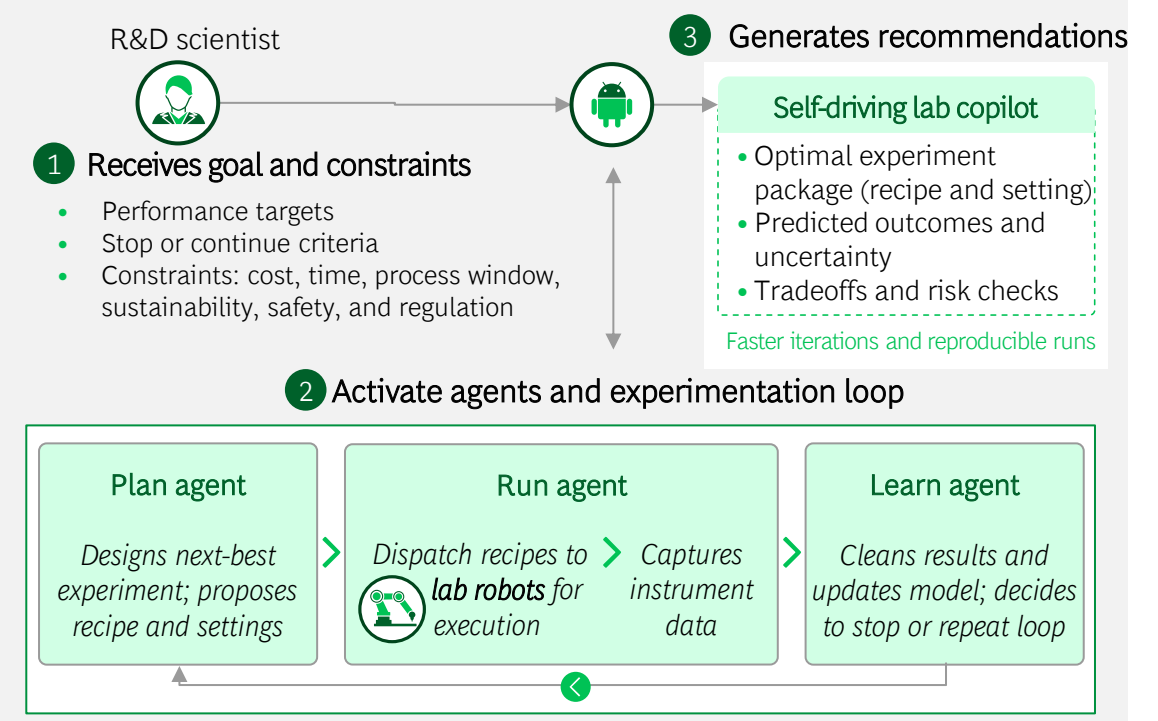 R&D scientist
1 Receives goal and constraints
• Performance targets
• Stop or continue criteria
• Constraints: cost, time, process window,
sustainability, safety, and regulation
3 Generates recommendations
Self-driving lab copilot
• Optimal experiment
package (recipe and setting)
• Predicted outcomes and
uncertainty
• Tradeoffs and risk checks
Faster iterations and reproducible runs
2 Activate agents and experimentation loop
Plan agent
Designs next-best
experiment; proposes
recipe and settings
Run agent
Dispatch recipes to
lab robots for
execution
Captures
instrument
data
Learn agent
Cleans results and
updates model; decides
to stop or repeat loop